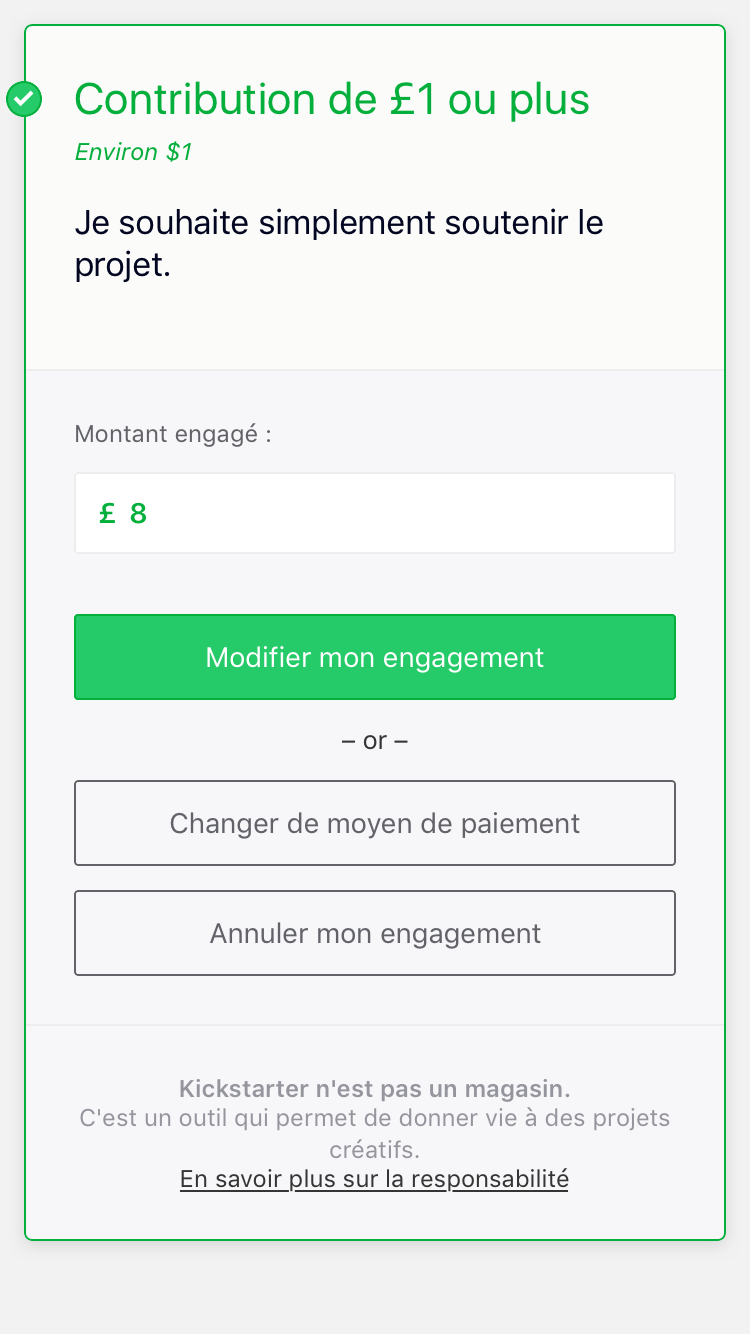 Contribution de £1 ou plus
Environ $1
Je souhaite simplement soutenir le
projet.
Montant engagé :
£ 8
Modifier mon engagement
– or –
Changer de moyen de paiement
Annuler mon engagement
Kickstarter n'est pas un magasin.
C'est un outil qui permet de donner vie à des projets
créatifs.
En savoir plus sur la responsabilité